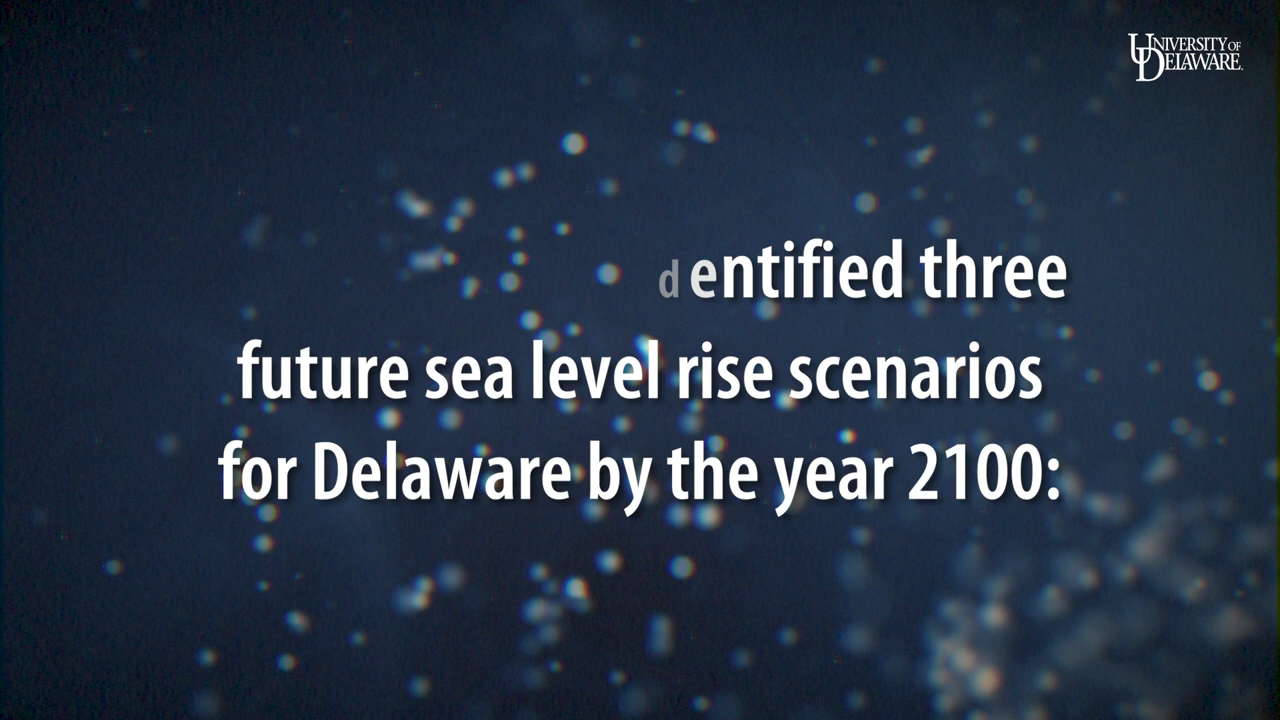 UNIVERSITY OF
DELAWARE.
dentified three
future sea level rise scenarios
for Delaware by the year 2100: